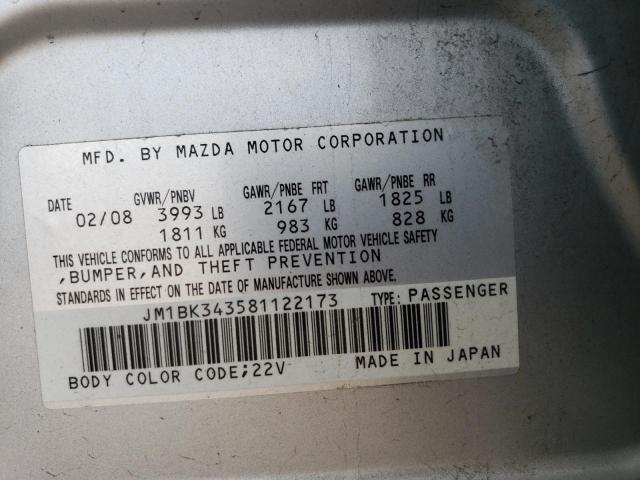 MFD. BY MAZDA MOTOR CORPORATION
DATE GVWR/PNBV GAWR/PNBE FRT GAWR/PNBE RR
02/08 3993 LB 2167 LB 1825 LB
1811 KG 983 KG 828 KG
THIS VEHICLE CONFORMS TO ALL APPLICABLE FEDERAL MOTOR VEHICLE SAFETY
,BUMPER,AND THEFT PREVENTION
STANDARDS IN EFFECT ON THE DATE OF MANUFACTURE SHOWN ABOVE.
JM1BK343581122173 TYPE: PASSENGER
BODY COLOR CODE;22V MADE IN JAPAN